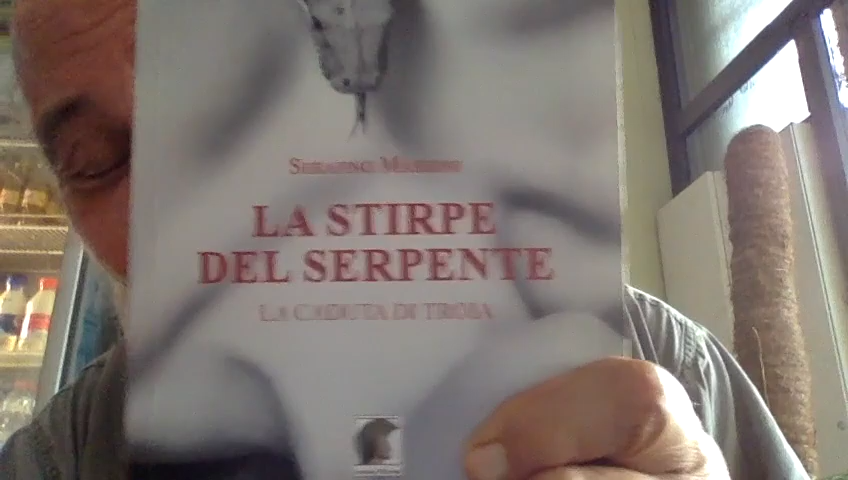 LA STIRPE
DEL SERPENTE
LA CADUTA DI TROIA